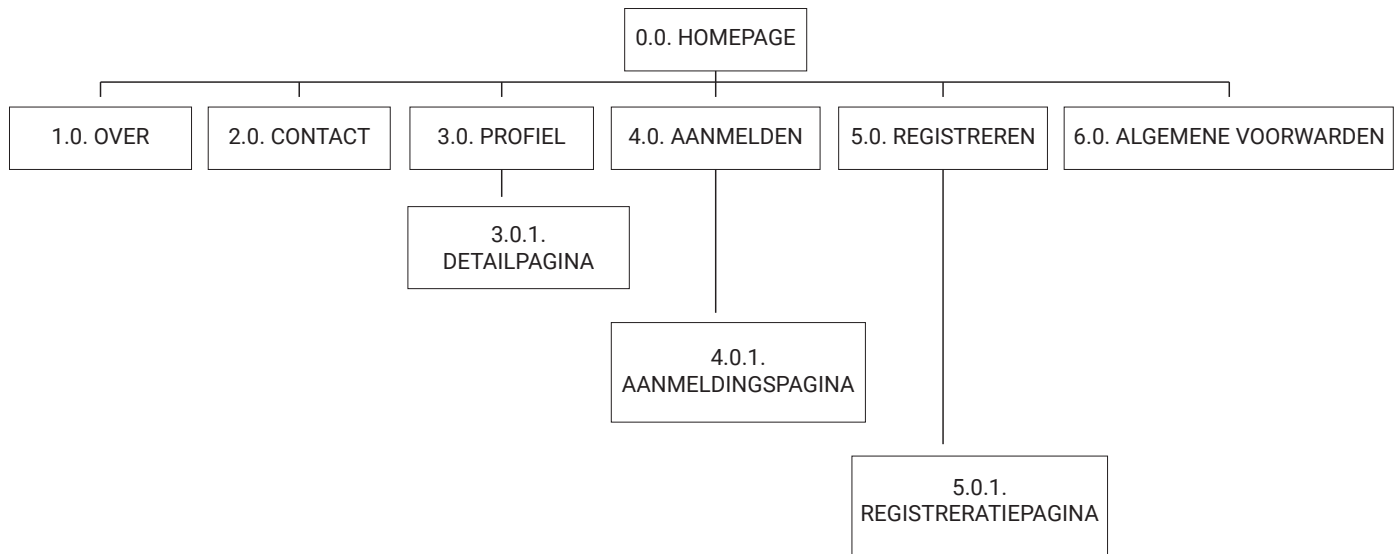 0.0. HOMEPAGE
1.0. OVER
2.0. CONTACT
3.0. PROFIEL
4.0. AANMELDEN
5.0. REGISTREREN
6.0. ALGEMENE VOORWARDEN
3.0.1.
DETAILPAGINA
4.0.1.
AANMELDINGSPAGINA
5.0.1.
REGISTRERATIEPAGINA